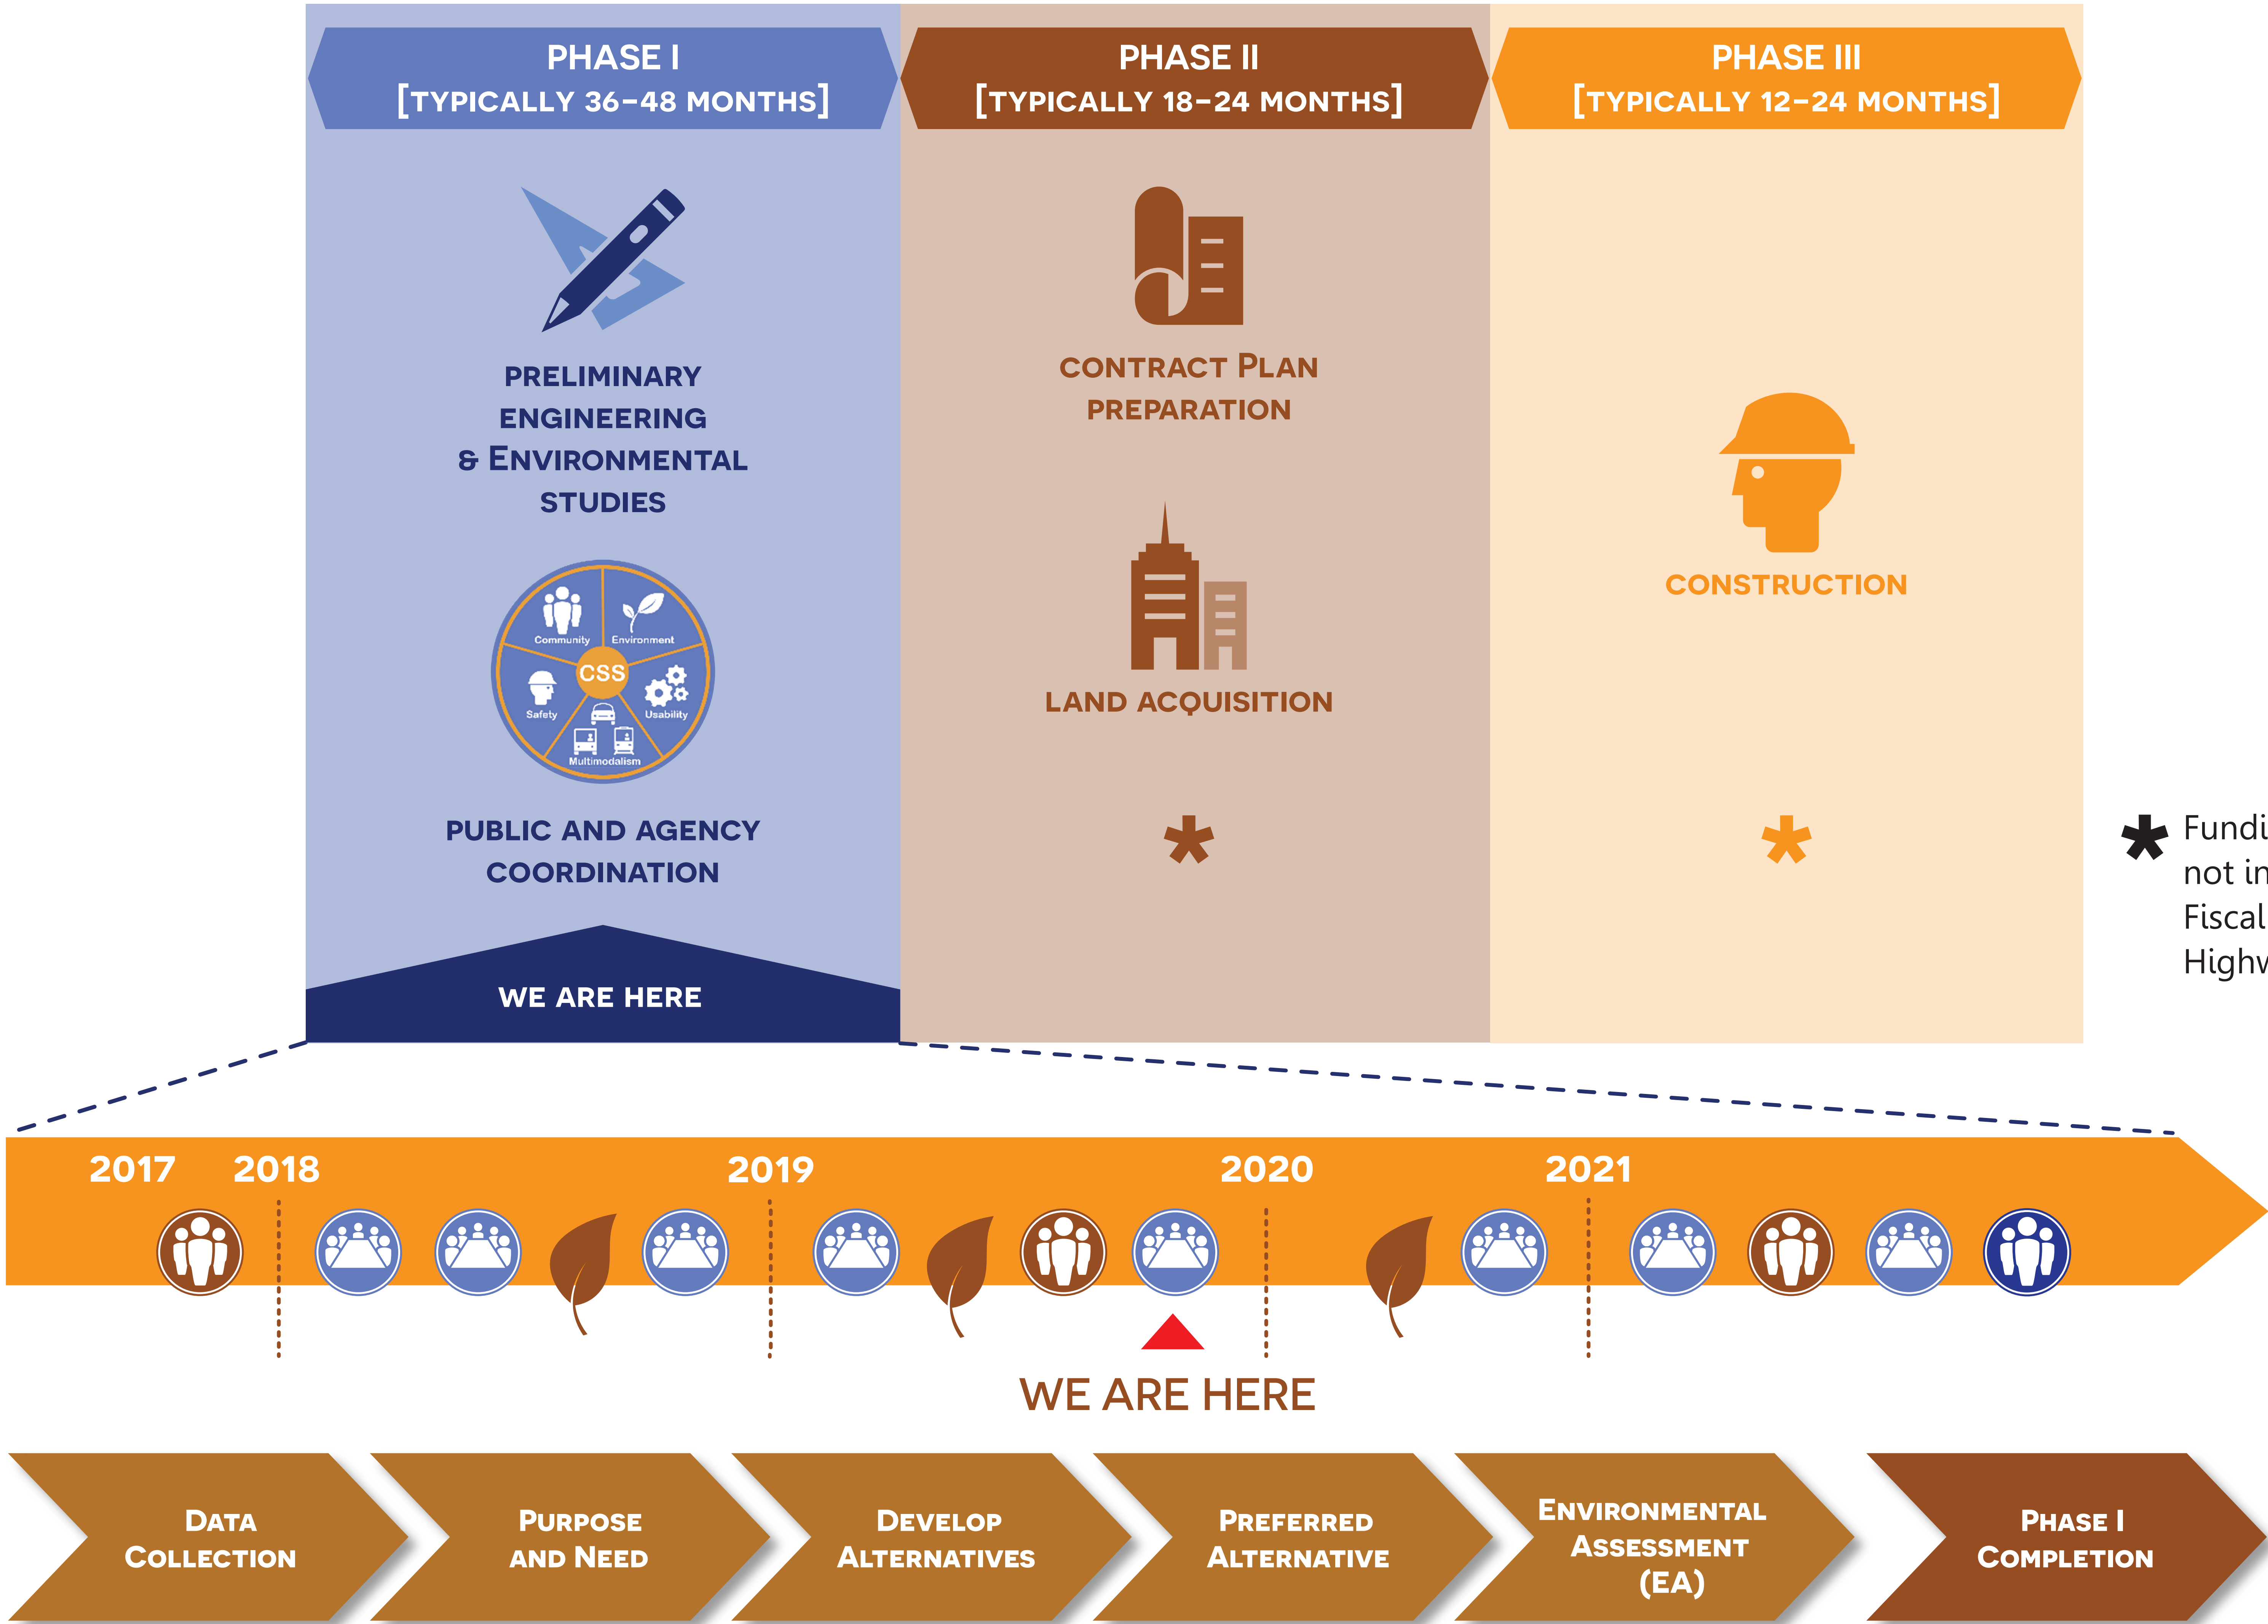 PHASE I
[TYPICALLY 36-48 MONTHS]
PRELIMINARY
ENGINEERING
& ENVIRONMENTAL
STUDIES
Community
Environment
CSS
Safety
Usability
Multimodalism
PUBLIC AND AGENCY
COORDINATION
WE ARE HERE
PHASE II
[TYPICALLY 18-24 MONTHS]
CONTRACT PLAN
PREPARATION
LAND ACQUISITION
*
PHASE III
[TYPICALLY 12-24 MONTHS]
CONSTRUCTION
*
*
not
Fiscal
2017 2018 2019 2020 2021
WE ARE HERE
DATA
COLLECTION
PURPOSE
AND NEED
DEVELOP
ALTERNATIVES
PREFERRED
ALTERNATIVE
ENVIRONMENTAL
ASSESSMENT
(EA)
PHASE I
COMPLETION